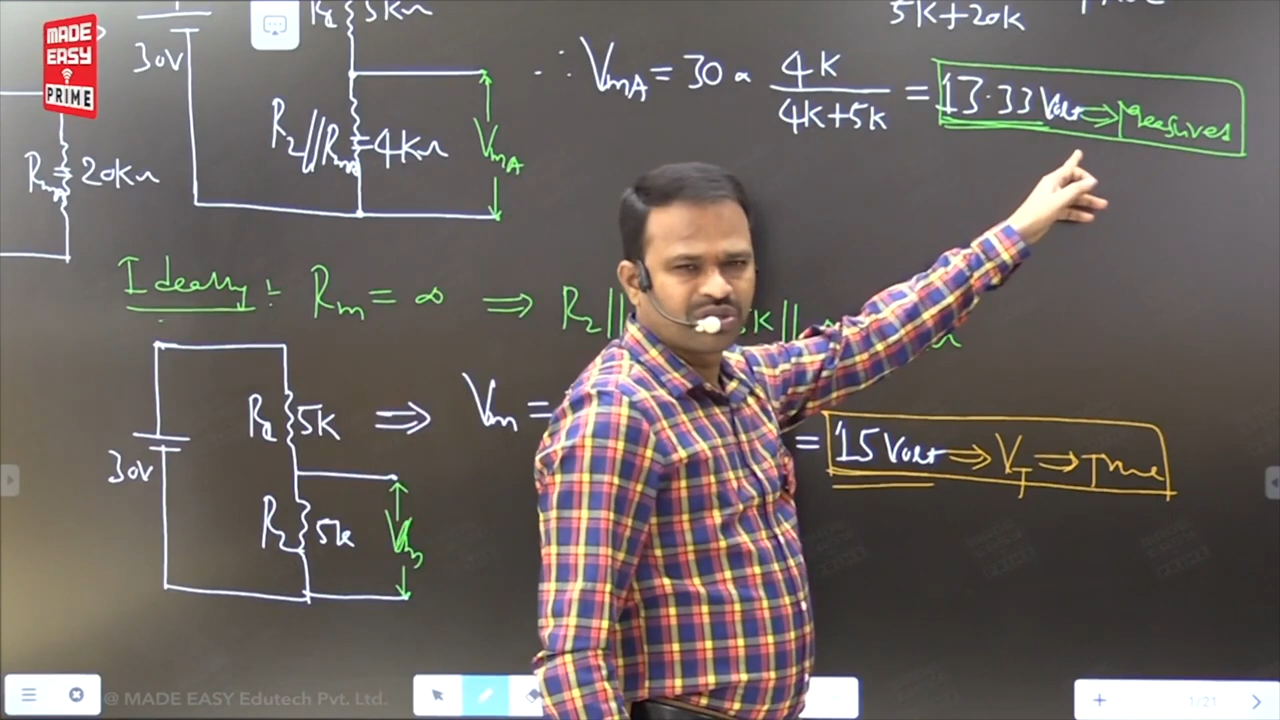 MADE
EASY
PRIME
30V
5KΩ
5K+20K
∴ VmA = 30 × 4K / 4K+5K = 13.33 Volt ⇒ Measured
R2//Rm = 4KΩ
VmA
Rm 20KΩ
Ideally :- Rm = ∞ ⇒ R2//
K//
30V
R1 5K ⇒ Vm =
= 15 Volt ⇒ VT ⇒ True
R2 5K
Vm
@ MADE EASY Edutech Pvt. Ltd.
1/21